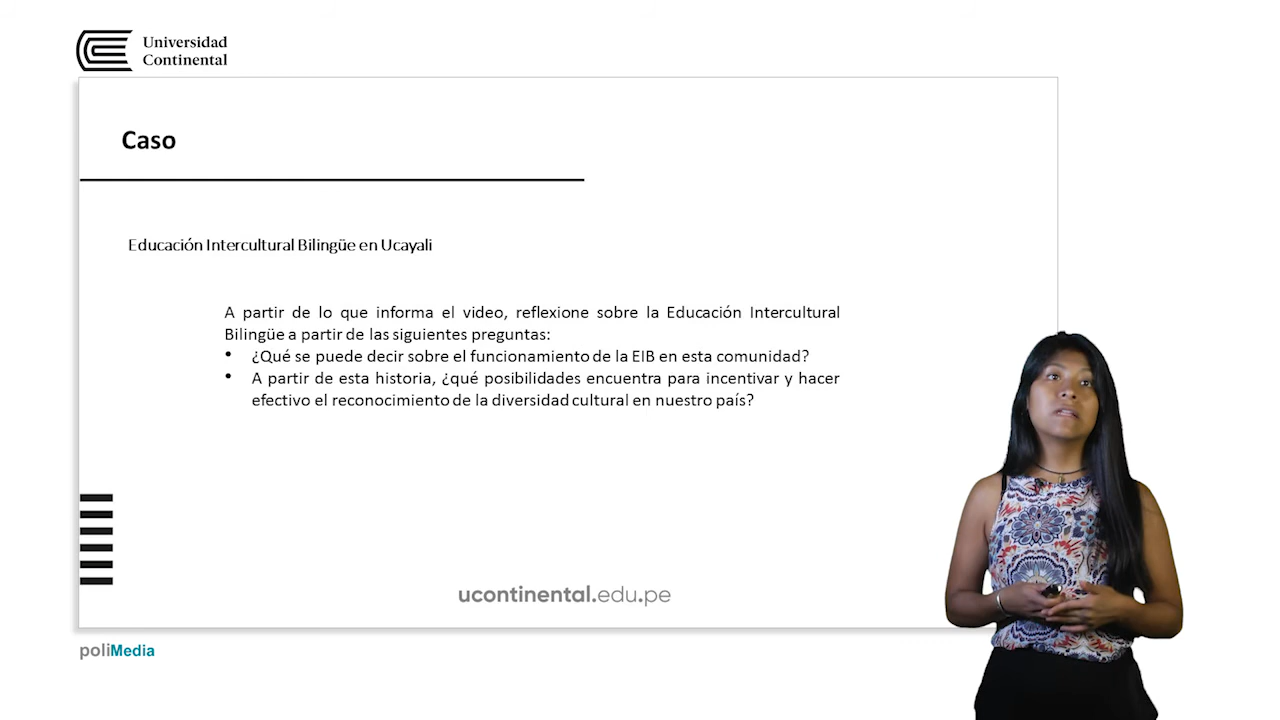 Universidad
Continental
Caso
Educación Intercultural Bilingüe en Ucayali
A partir de lo que informa el video, reflexione sobre la Educación Intercultural
Bilingüe a partir de las siguientes preguntas:
• ¿Qué se puede decir sobre el funcionamiento de la EIB en esta comunidad?
• A partir de esta historia, ¿qué posibilidades encuentra para incentivar y hacer
efectivo el reconocimiento de la diversidad cultural en nuestro país?
ucontinental.edu.pe
poliMedia